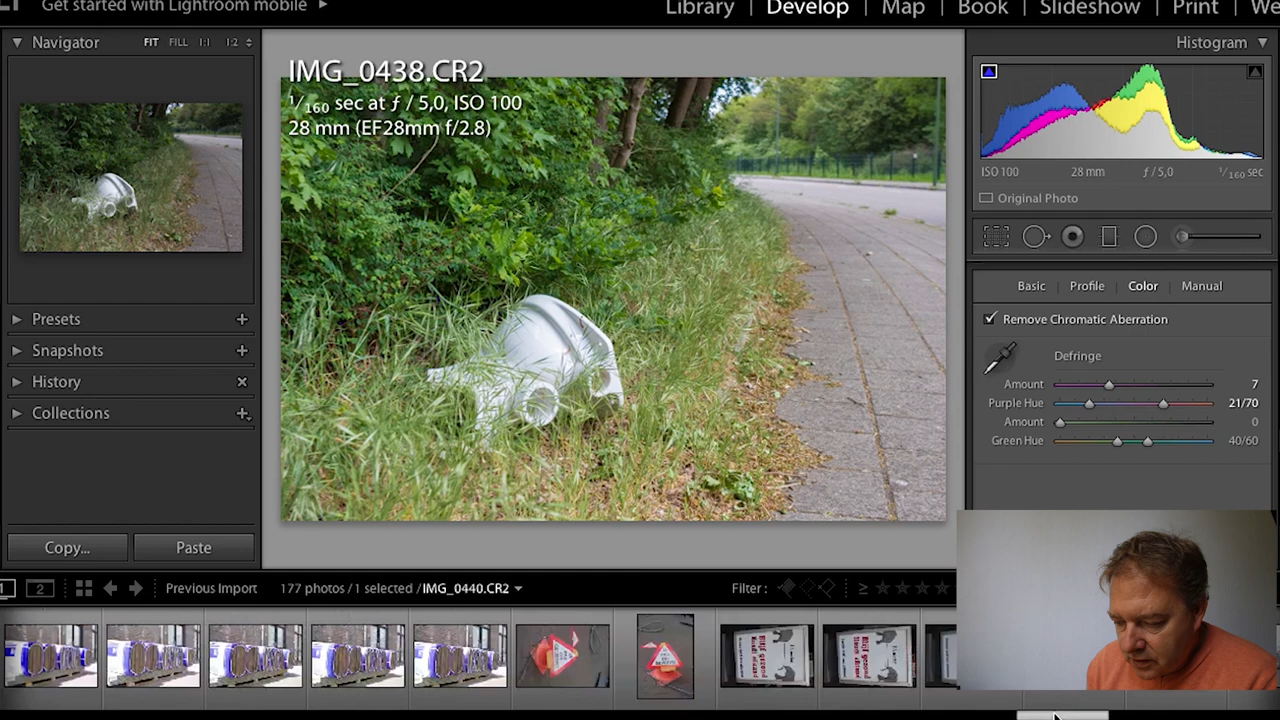 Get started with Lightroom mobile ▸
Library | Develop | Map | Book | Slideshow | Print | We
Navigator FIT FILL 1:1 1:2
Histogram
IMG_0438.CR2
1/160 sec at ƒ / 5,0, ISO 100
28 mm (EF28mm f/2.8)
ISO 100 28 mm ƒ / 5,0 1/160 sec
Original Photo
Basic | Profile | Color | Manual
Remove Chromatic Aberration
Defringe
Amount 7
Purple Hue 21/70
Amount 0
Green Hue 40/60
Presets +
Snapshots +
History ×
Collections +
Copy... Paste
1 2 Previous Import 177 photos / 1 selected / IMG_0440.CR2 Filter : ≥